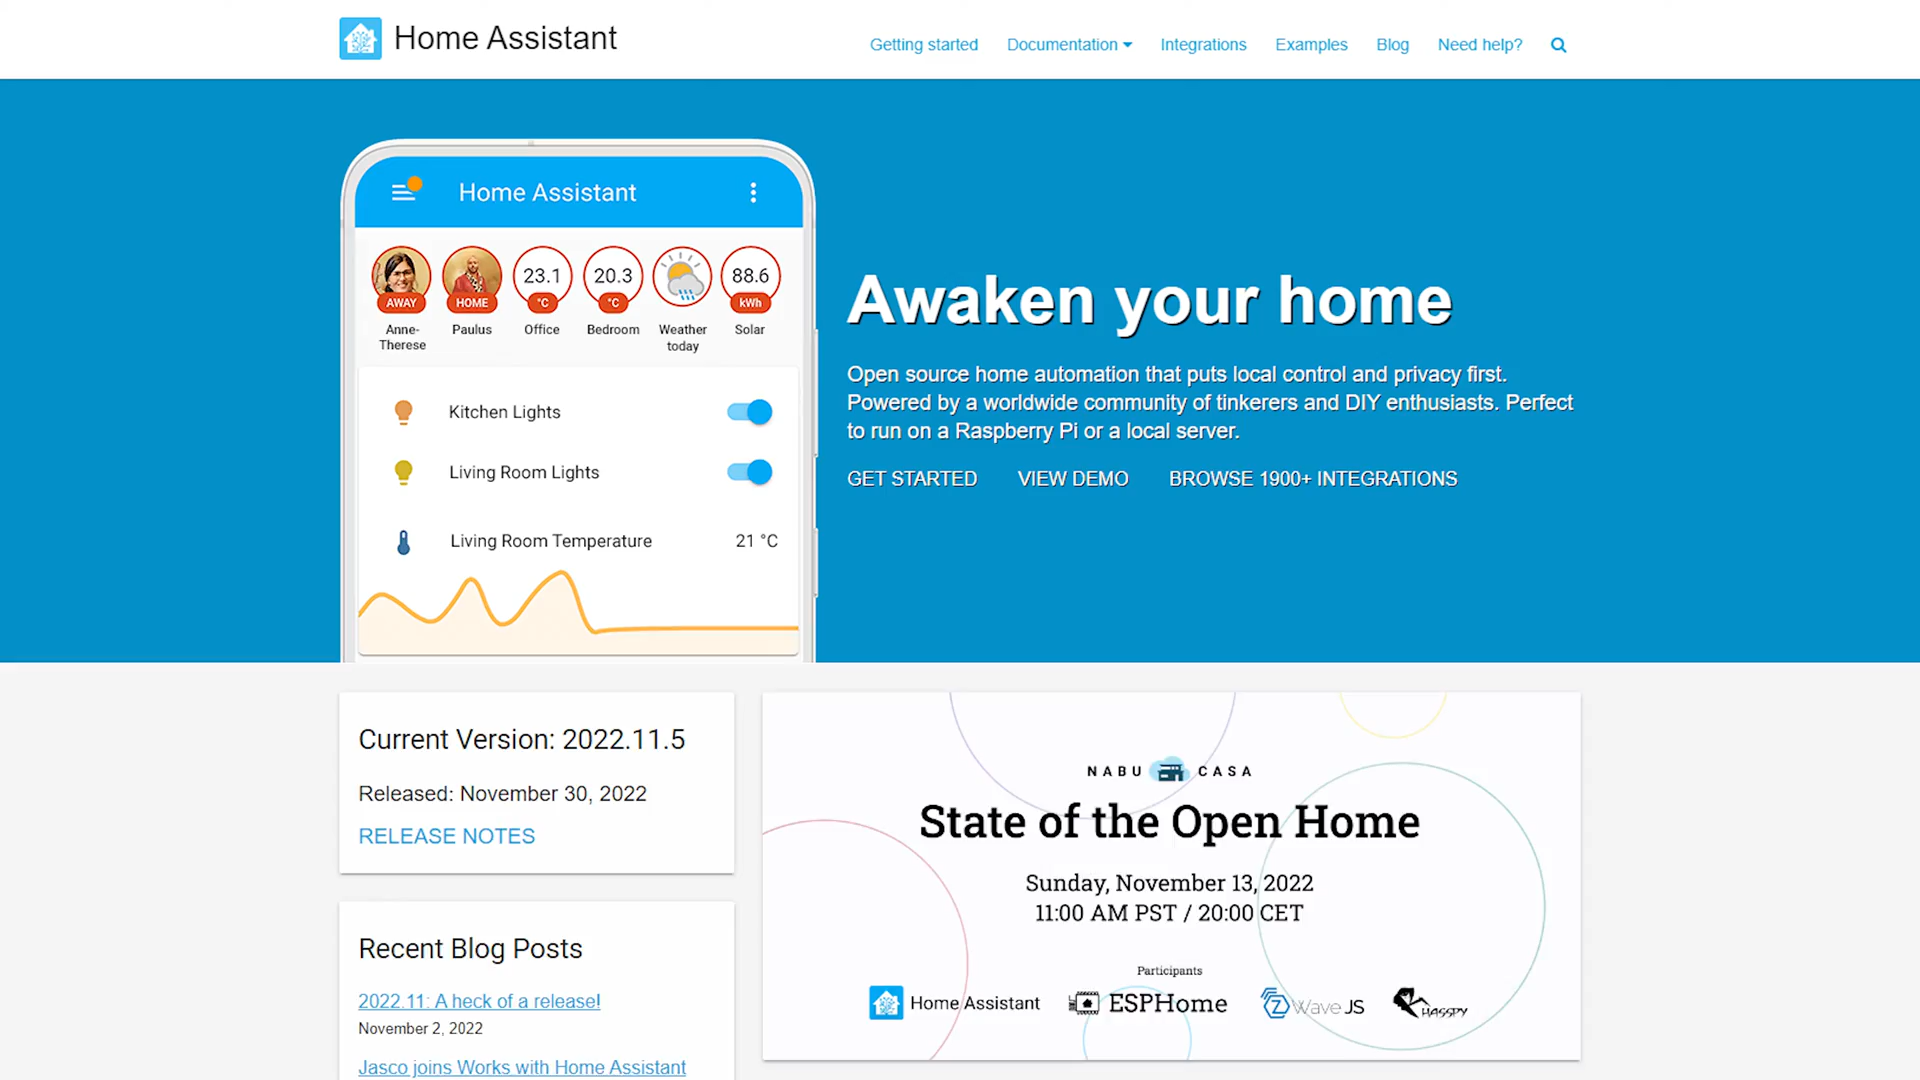 Home Assistant
Getting started
Documentation
Integrations
Examples
Blog
Need help?
Home Assistant
AWAY
HOME
23.1
°C
20.3
°C
88.6
kWh
Anne-
Therese
Paulus
Office
Bedroom
Weather
today
Solar
Kitchen Lights
Living Room Lights
Living Room Temperature
21 °C
Awaken your home
Open source home automation that puts local control and privacy first.
Powered by a worldwide community of tinkerers and DIY enthusiasts. Perfect
to run on a Raspberry Pi or a local server.
GET STARTED
VIEW DEMO
BROWSE 1900+ INTEGRATIONS
Current Version: 2022.11.5
Released: November 30, 2022
RELEASE NOTES
Recent Blog Posts
2022.11: A heck of a release!
November 2, 2022
Jasco joins Works with Home Assistant
NABU CASA
State of the Open Home
Sunday, November 13, 2022
11:00 AM PST / 20:00 CET
Participants
Home Assistant
ESPHome
Z Wave JS
HASSPY